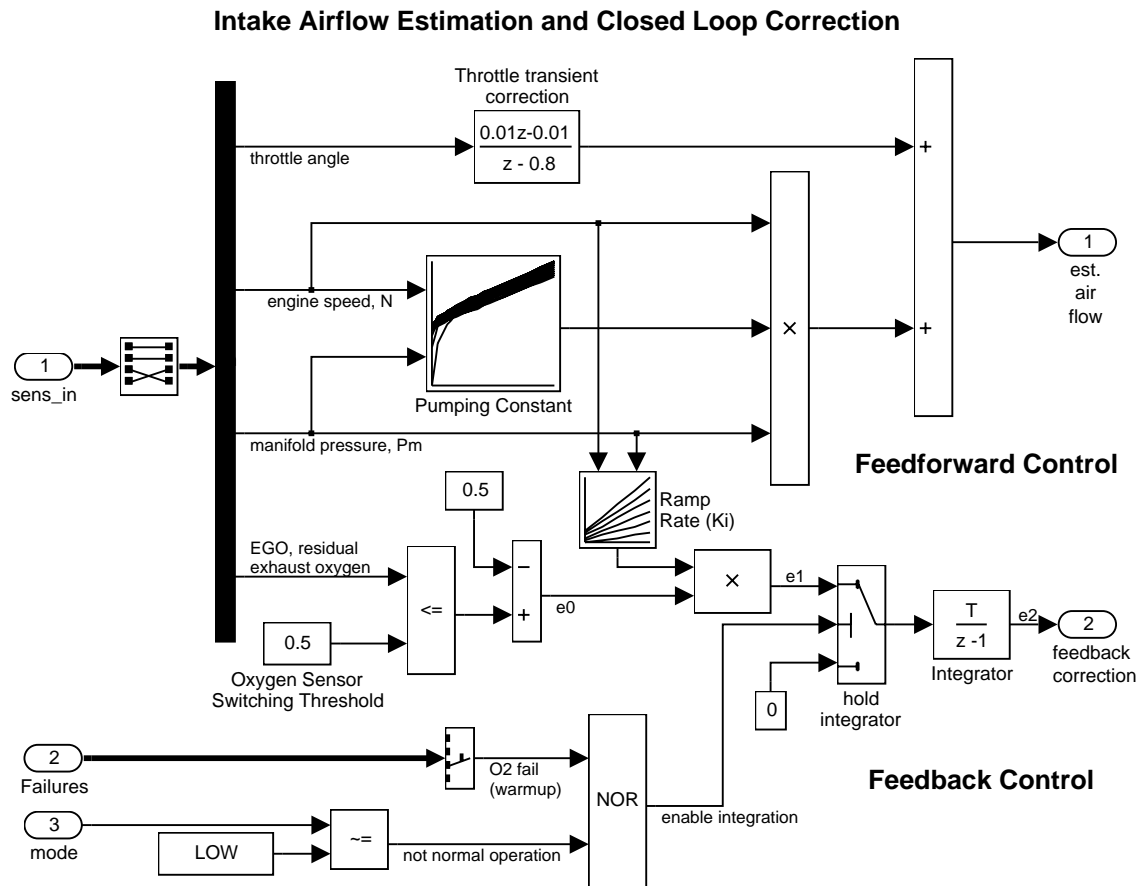 Intake Airflow Estimation and Closed Loop Correction
Throttle transient
correction
0.01z-0.01
z - 0.8
throttle angle
+
engine speed, N
Pumping Constant
×
+
1
est.
air
flow
1
sens_in
manifold pressure, Pm
Feedforward Control
0.5
Ramp
Rate (Ki)
EGO, residual
exhaust oxygen
<=
−
+
e0
×
e1
0.5
Oxygen Sensor
Switching Threshold
T
z -1
Integrator
e2
2
feedback
correction
0
hold
integrator
2
Failures
O2 fail
(warmup)
NOR
enable integration
Feedback Control
3
mode
LOW
~=
not normal operation